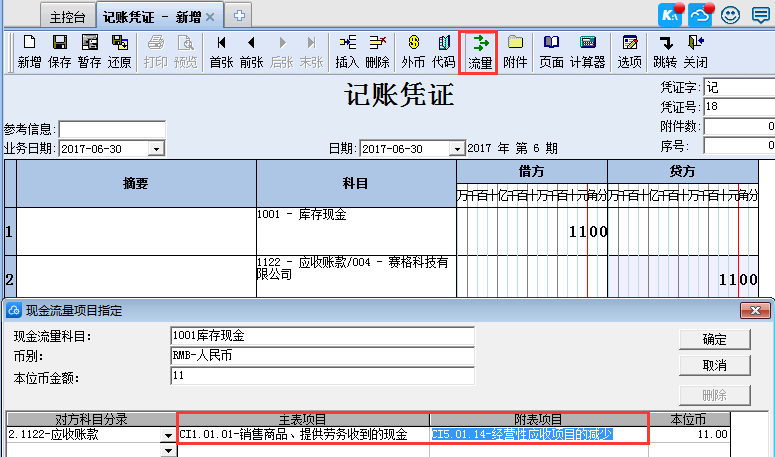 主控台 记账凭证 - 新增
新增 保存 暂存 还原 打印 预览 首张 前张 后张 末张 插入 删除 外币 代码 流量 附件 页面 计算器 选项 跳转 关闭
记账凭证
凭证字: 记
凭证号: 18
附件数: 0
序号: 0
参考信息:
业务日期: 2017-06-30 日期: 2017-06-30 2017 年 第 6 期
摘要 科目 借方 贷方
万千百十亿千百十万千百十元角分 万千百十亿千百十万千百十元角分
1 1001 - 库存现金 1100
2 1122 - 应收账款/004 - 赛格科技有
限公司 1100
现金流量项目指定
现金流量科目: 1001库存现金 确定
币别: RMB-人民币 取消
本位币金额: 11 删除
对方科目分录 主表项目 附表项目 本位币
2.1122-应收账款 CI1.01.01-销售商品、提供劳务收到的现金 CI5.01.14-经营性应收项目的减少 11.00